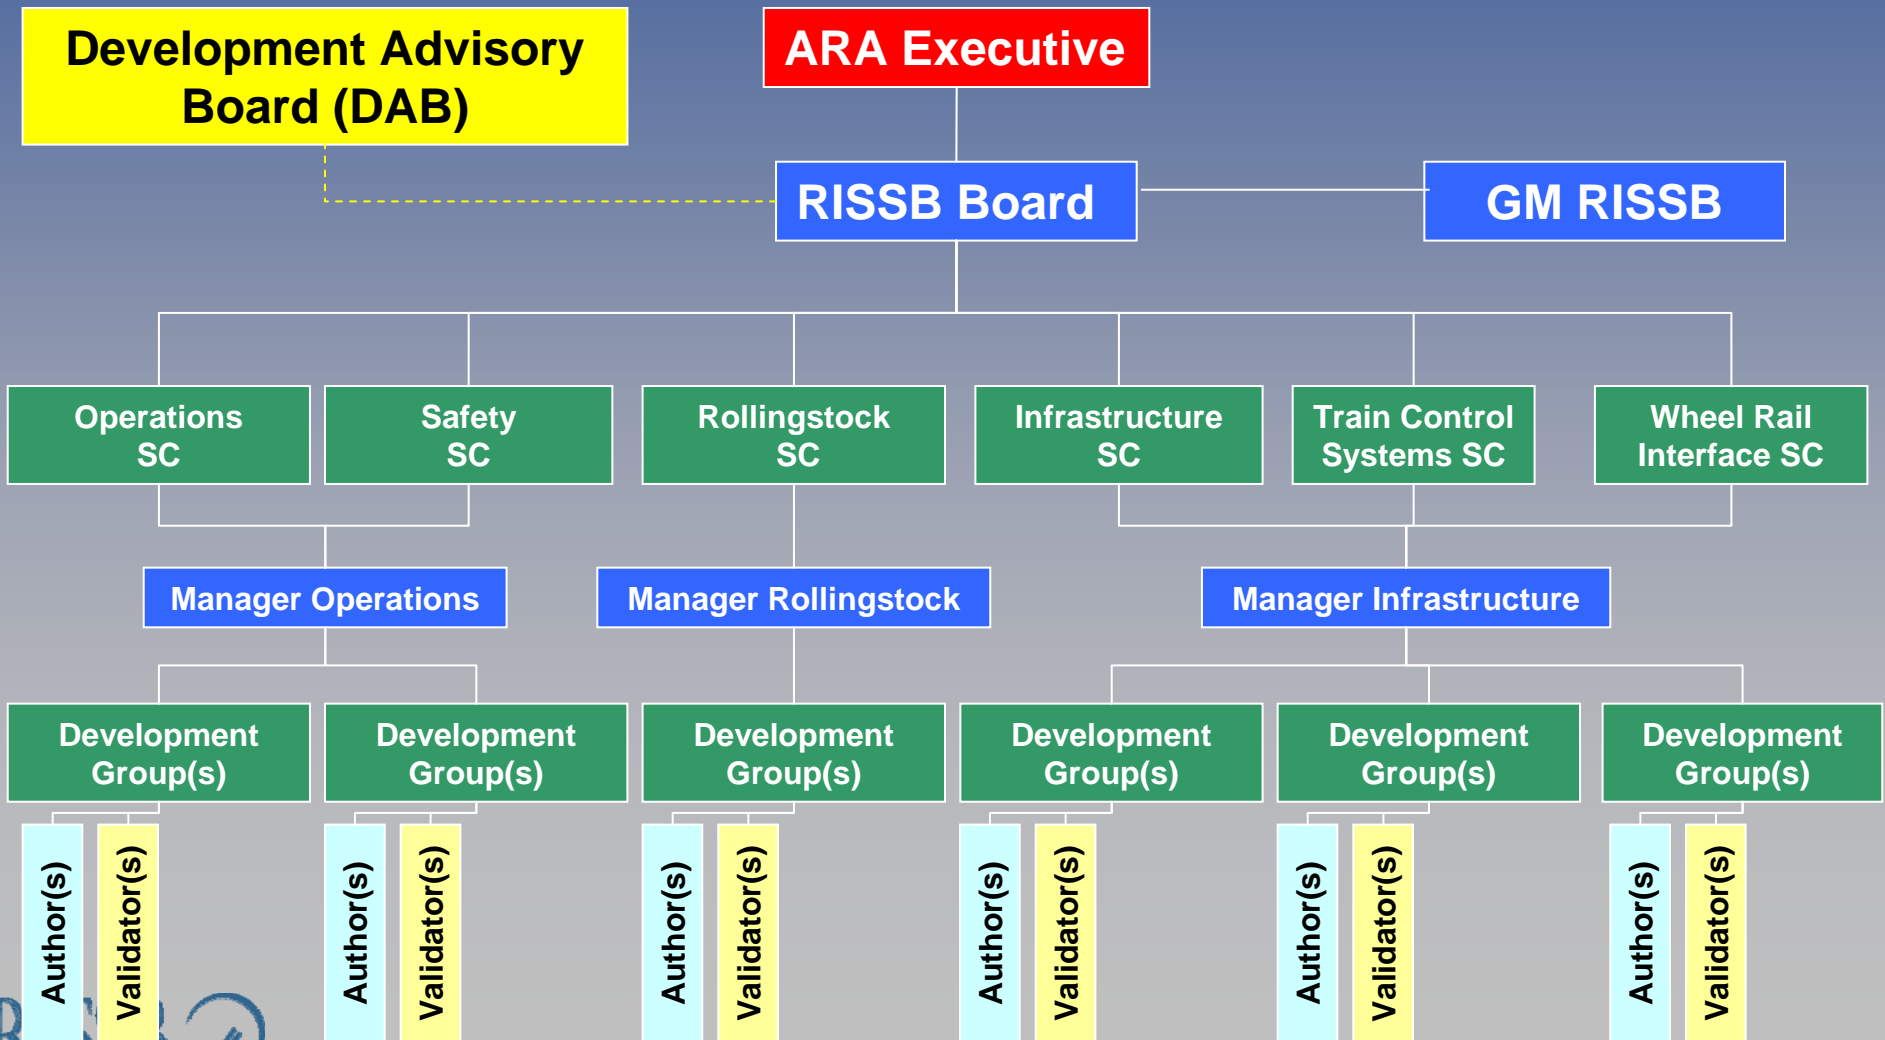 Development Advisory
Board (DAB)
ARA Executive
RISSB Board
GM RISSB
Operations
SC
Safety
SC
Rollingstock
SC
Infrastructure
SC
Train Control
Systems SC
Wheel Rail
Interface SC
Manager Operations
Manager Rollingstock
Manager Infrastructure
Development
Group(s)
Development
Group(s)
Development
Group(s)
Development
Group(s)
Development
Group(s)
Development
Group(s)
Author(s)
Validator(s)
Author(s)
Validator(s)
Author(s)
Validator(s)
Author(s)
Validator(s)
Author(s)
Validator(s)
Author(s)
Validator(s)